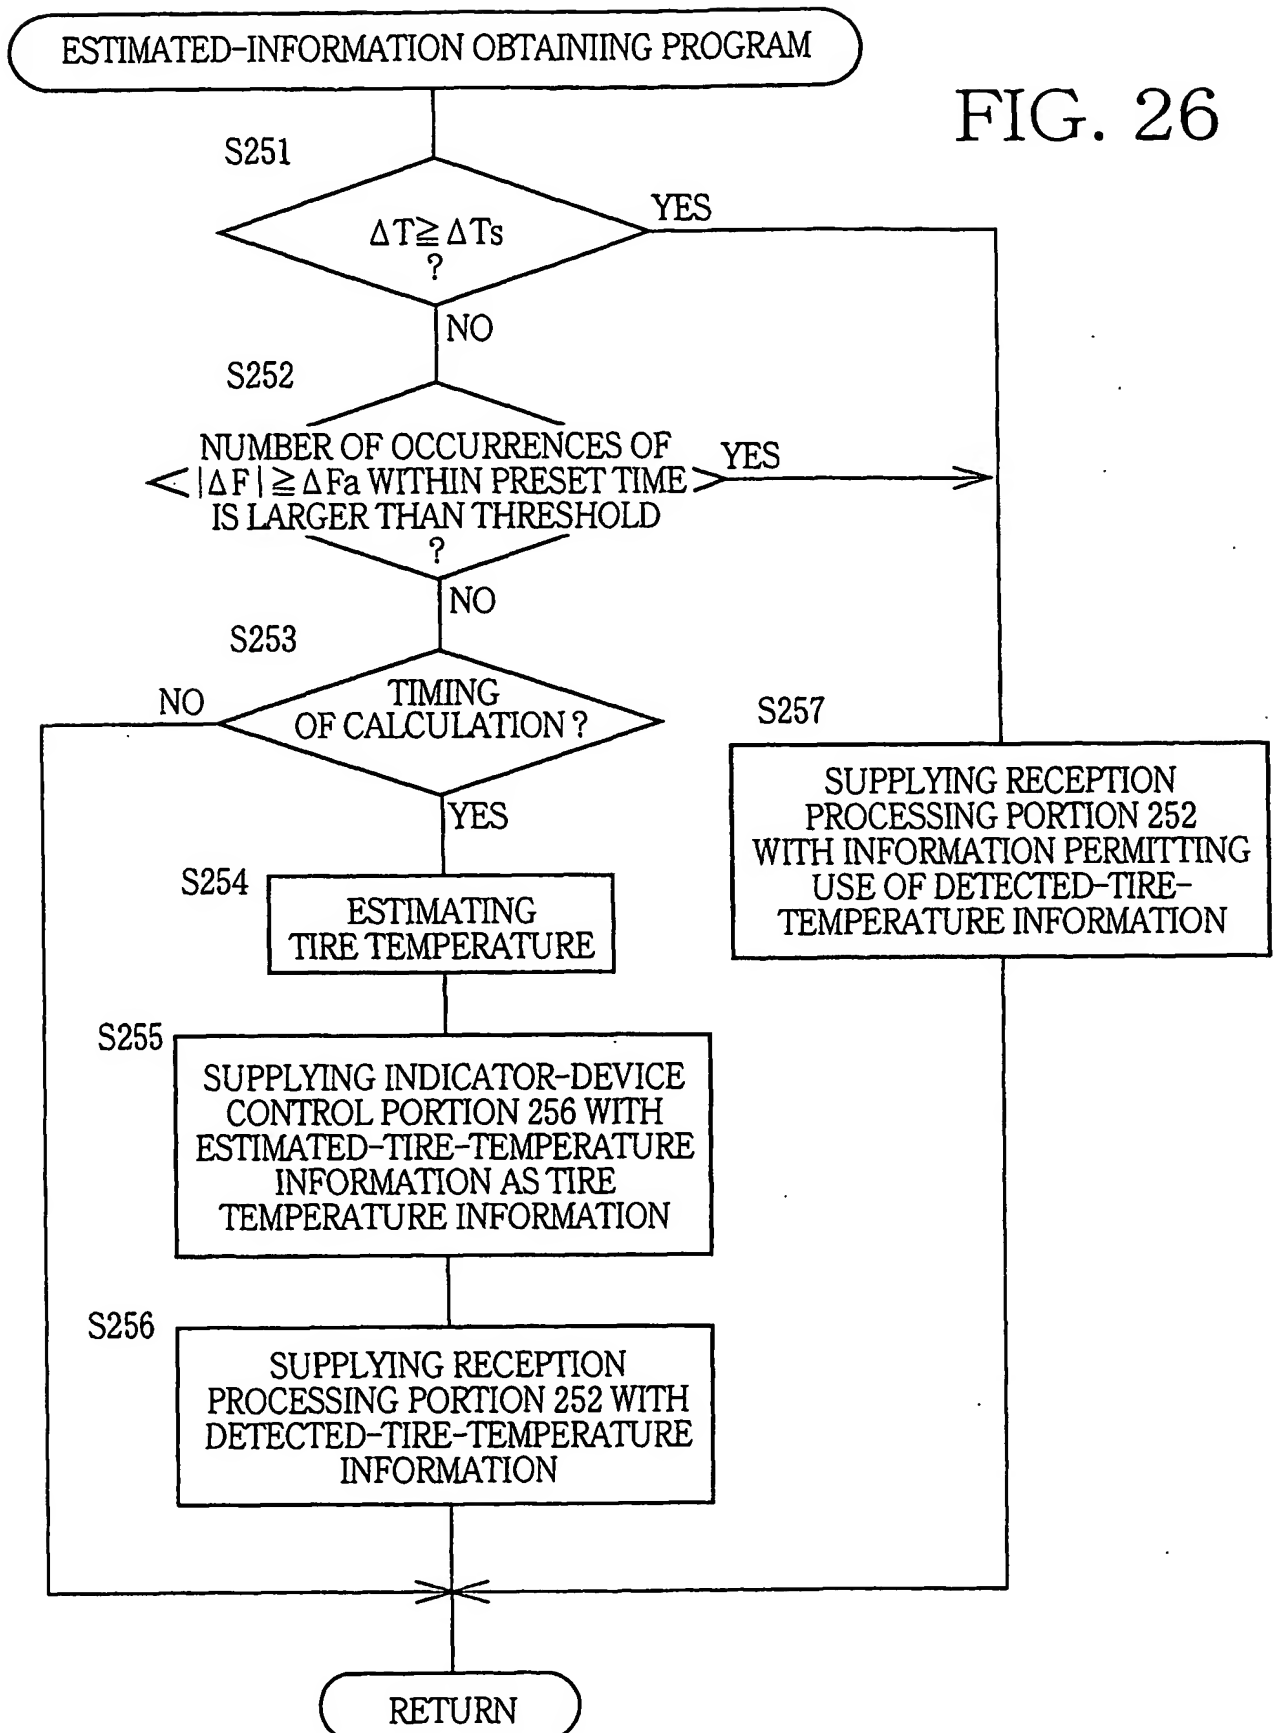 ESTIMATED-INFORMATION OBTAINIING PROGRAM
FIG. 26
S251
ΔT≧ΔTs
?
YES
NO
S252
NUMBER OF OCCURRENCES OF
|ΔF|≧ΔFa WITHIN PRESET TIME
IS LARGER THAN THRESHOLD
?
YES
NO
S253
TIMING
OF CALCULATION ?
NO
YES
S257
SUPPLYING RECEPTION
PROCESSING PORTION 252
WITH INFORMATION PERMITTING
USE OF DETECTED-TIRE-
TEMPERATURE INFORMATION
S254
ESTIMATING
TIRE TEMPERATURE
S255
SUPPLYING INDICATOR-DEVICE
CONTROL PORTION 256 WITH
ESTIMATED-TIRE-TEMPERATURE
INFORMATION AS TIRE
TEMPERATURE INFORMATION
S256
SUPPLYING RECEPTION
PROCESSING PORTION 252 WITH
DETECTED-TIRE-TEMPERATURE
INFORMATION
RETURN